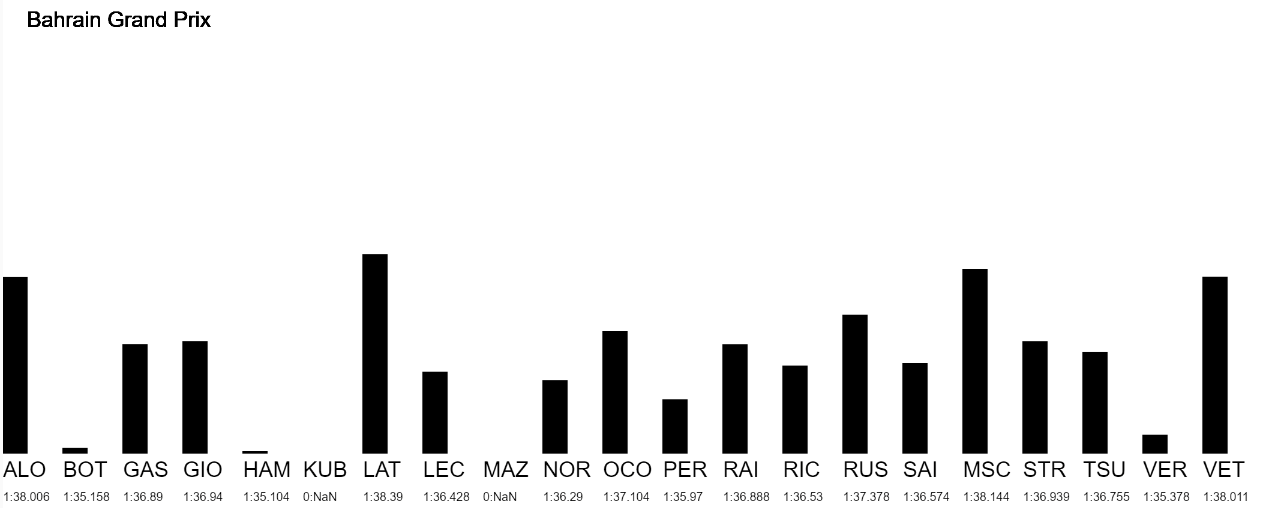 Bahrain Grand Prix
ALO BOT GAS GIO HAM KUB LAT LEC MAZ NOR OCO PER RAI RIC RUS SAI MSC STR TSU VER VET
1:38.006 1:35.158 1:36.89 1:36.94 1:35.104 0:NaN 1:38.39 1:36.428 0:NaN 1:36.29 1:37.104 1:35.97 1:36.888 1:36.53 1:37.378 1:36.574 1:38.144 1:36.939 1:36.755 1:35.378 1:38.011